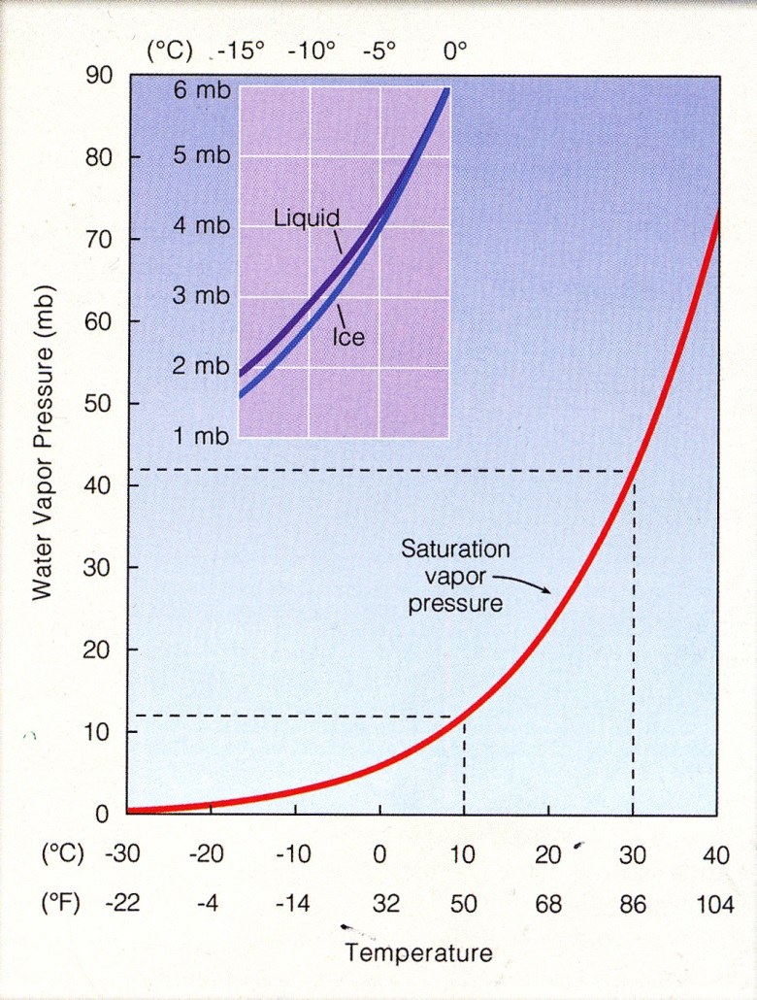 (°C) -15° -10° -5° 0°
90
6 mb
80
5 mb
Liquid
4 mb
70
3 mb
60
Ice
2 mb
50
1 mb
40
Water Vapor Pressure (mb)
Saturation
vapor
pressure
30
20
10
0
(°C) -30 -20 -10 0 10 20 30 40
(°F) -22 -4 -14 32 50 68 86 104
Temperature